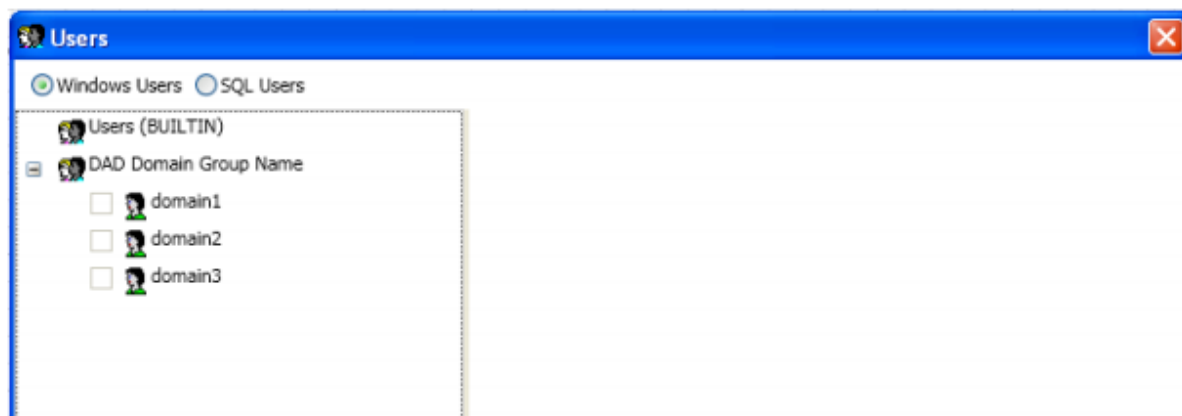 Users
Windows Users SQL Users
Users (BUILTIN)
DAD Domain Group Name
domain1
domain2
domain3